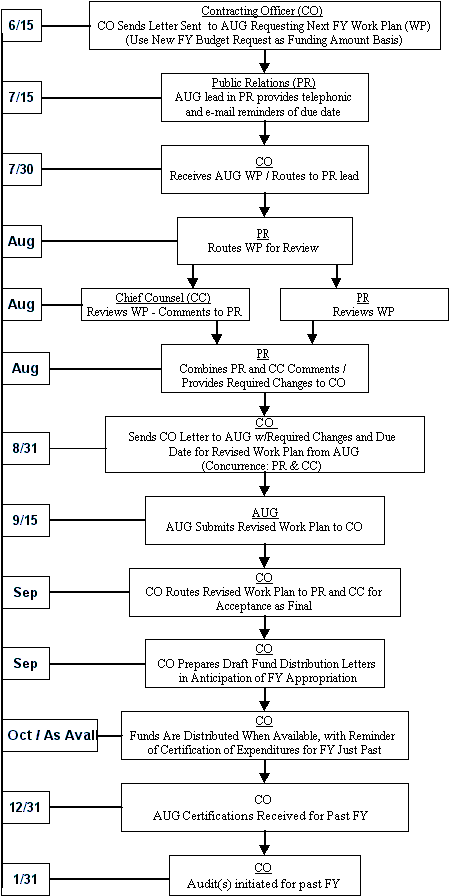 Contracting Officer (CO)
6/15
CO Sends Letter Sent to AUG Requesting Next FY Work Plan (WP)
(Use New FY Budget Request as Funding Amount Basis)
Public Relations (PR)
7/15
AUG lead in PR provides telephonic
and e-mail reminders of due date
CO
7/30
Receives AUG WP / Routes to PR lead
PR
Aug
Routes WP for Review
Chief Counsel (CC)
Reviews WP - Comments to PR
PR
Reviews WP
Aug
PR
Aug
Combines PR and CC Comments /
Provides Required Changes to CO
CO
Sends CO Letter to AUG w/Required Changes and Due
8/31
Date for Revised Work Plan from AUG
(Concurrence: PR & CC)
AUG
9/15
AUG Submits Revised Work Plan to CO
CO
Sep
CO Routes Revised Work Plan to PR and CC for
Acceptance as Final
CO
Sep
CO Prepares Draft Fund Distribution Letters
in Anticipation of FY Appropriation
CO
Oct / As Avail
Funds Are Distributed When Available, with Reminder
of Certification of Expenditures for FY Just Past
CO
12/31
AUG Certifications Received for Past FY
CO
1/31
Audit(s) initiated for past FY